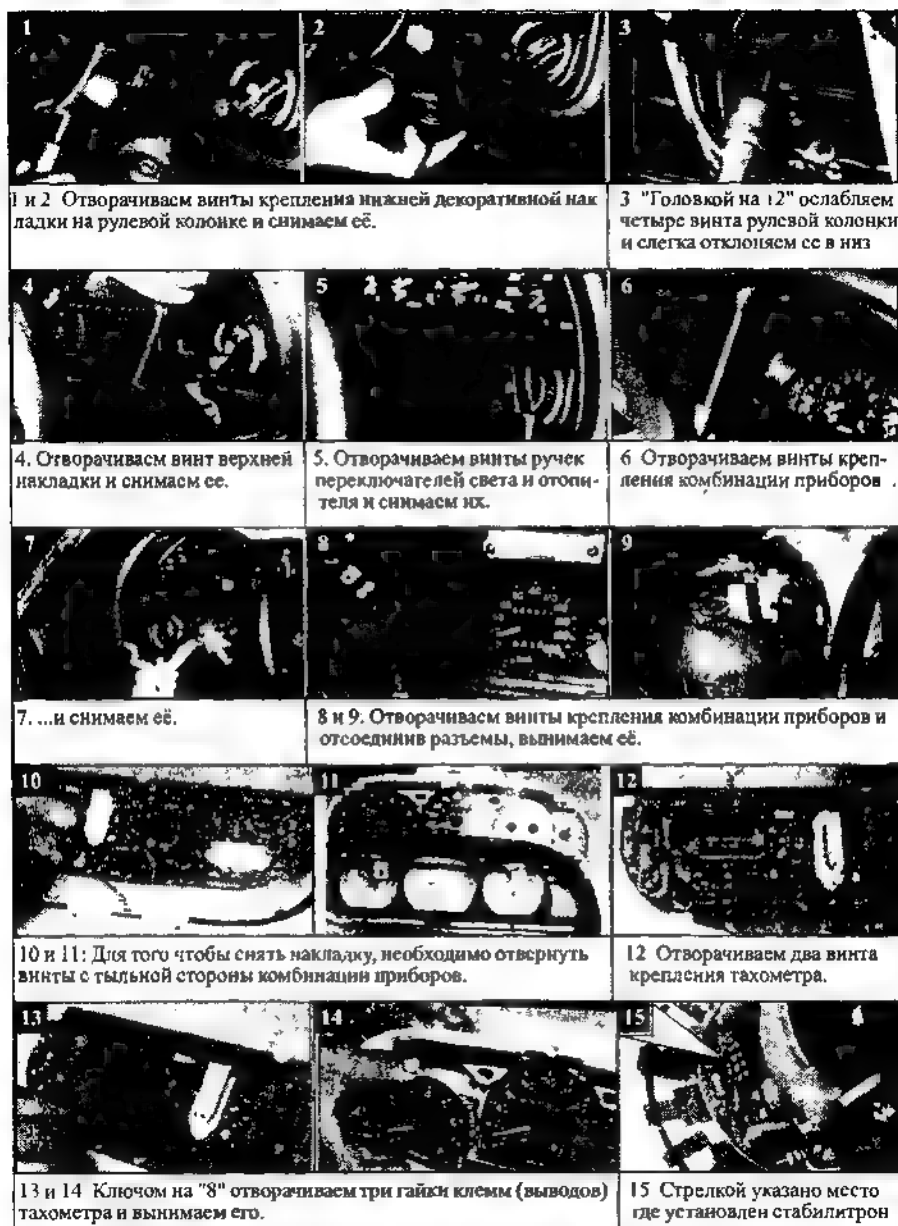 1
2
3
1 и 2 Отворачиваем винты крепления нижней декоративной нак
ладки на рулевой колонке и снимаем её.
3 "Головкой на 12" ослабляем
четыре винта рулевой колонки
и слегка отклоняем ее в низ
4
5
6
4. Отворачиваем винт верхней
накладки и снимаем ее.
5. Отворачиваем винты ручек
переключателей света и отопи-
теля и снимаем их.
6 Отворачиваем винты креп-
ления комбинации приборов .
7
8
9
7. ...и снимаем её.
8 и 9. Отворачиваем винты крепления комбинации приборов и
отсоединив разъемы, вынимаем её.
10
11
12
10 и 11: Для того чтобы снять накладку, необходимо отвернуть
винты с тыльной стороны комбинации приборов.
12 Отворачиваем два винта
крепления тахометра.
13
14
15
13 и 14 Ключом на "8" отворачиваем три гайки клемм (выводов)
тахометра и вынимаем его.
15 Стрелкой указано место
где установлен стабилитрон